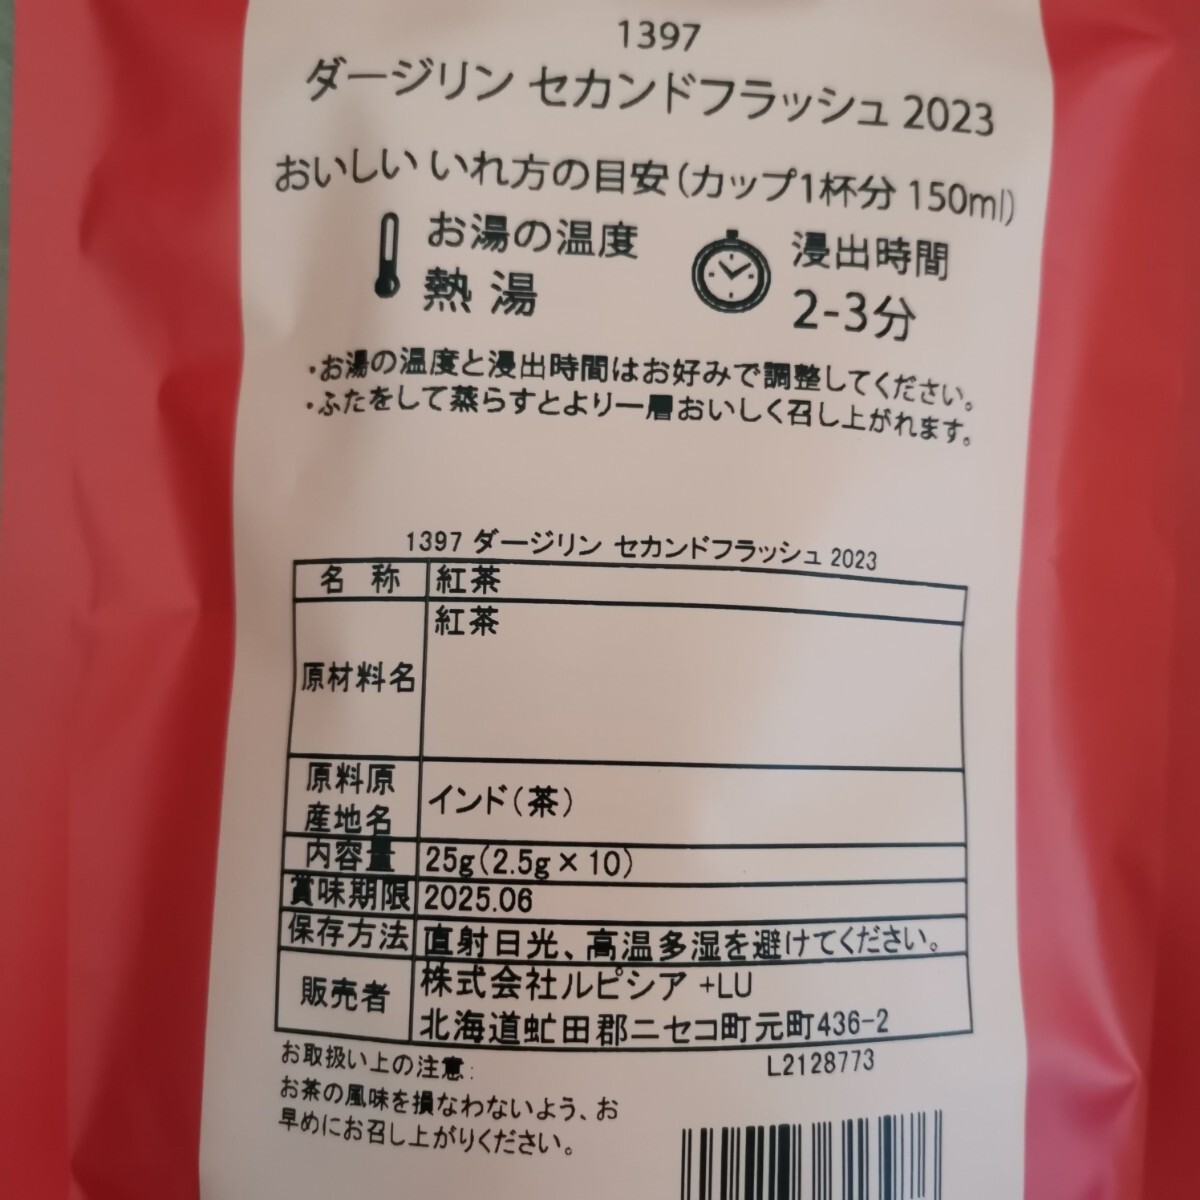 1397
ダージリン セカンドフラッシュ 2023
おいしい いれ方の目安(カップ1杯分 150ml)
お湯の温度
熱湯
浸出時間
2-3分
・お湯の温度と浸出時間はお好みで調整してください。
・ふたをして蒸らすとより一層おいしく召し上がれます。
1397 ダージリン セカンドフラッシュ 2023
名 称 紅茶
原材料名 紅茶
原料原
産地名
インド(茶)
内容量 25g(2.5g×10)
賞味期限 2025.06
保存方法 直射日光、高温多湿を避けてください。
販売者
株式会社ルピシア +LU
北海道虻田郡ニセコ町元町436-2
お取扱い上の注意:
L2128773
お茶の風味を損なわないよう、お
早めにお召し上がりください。